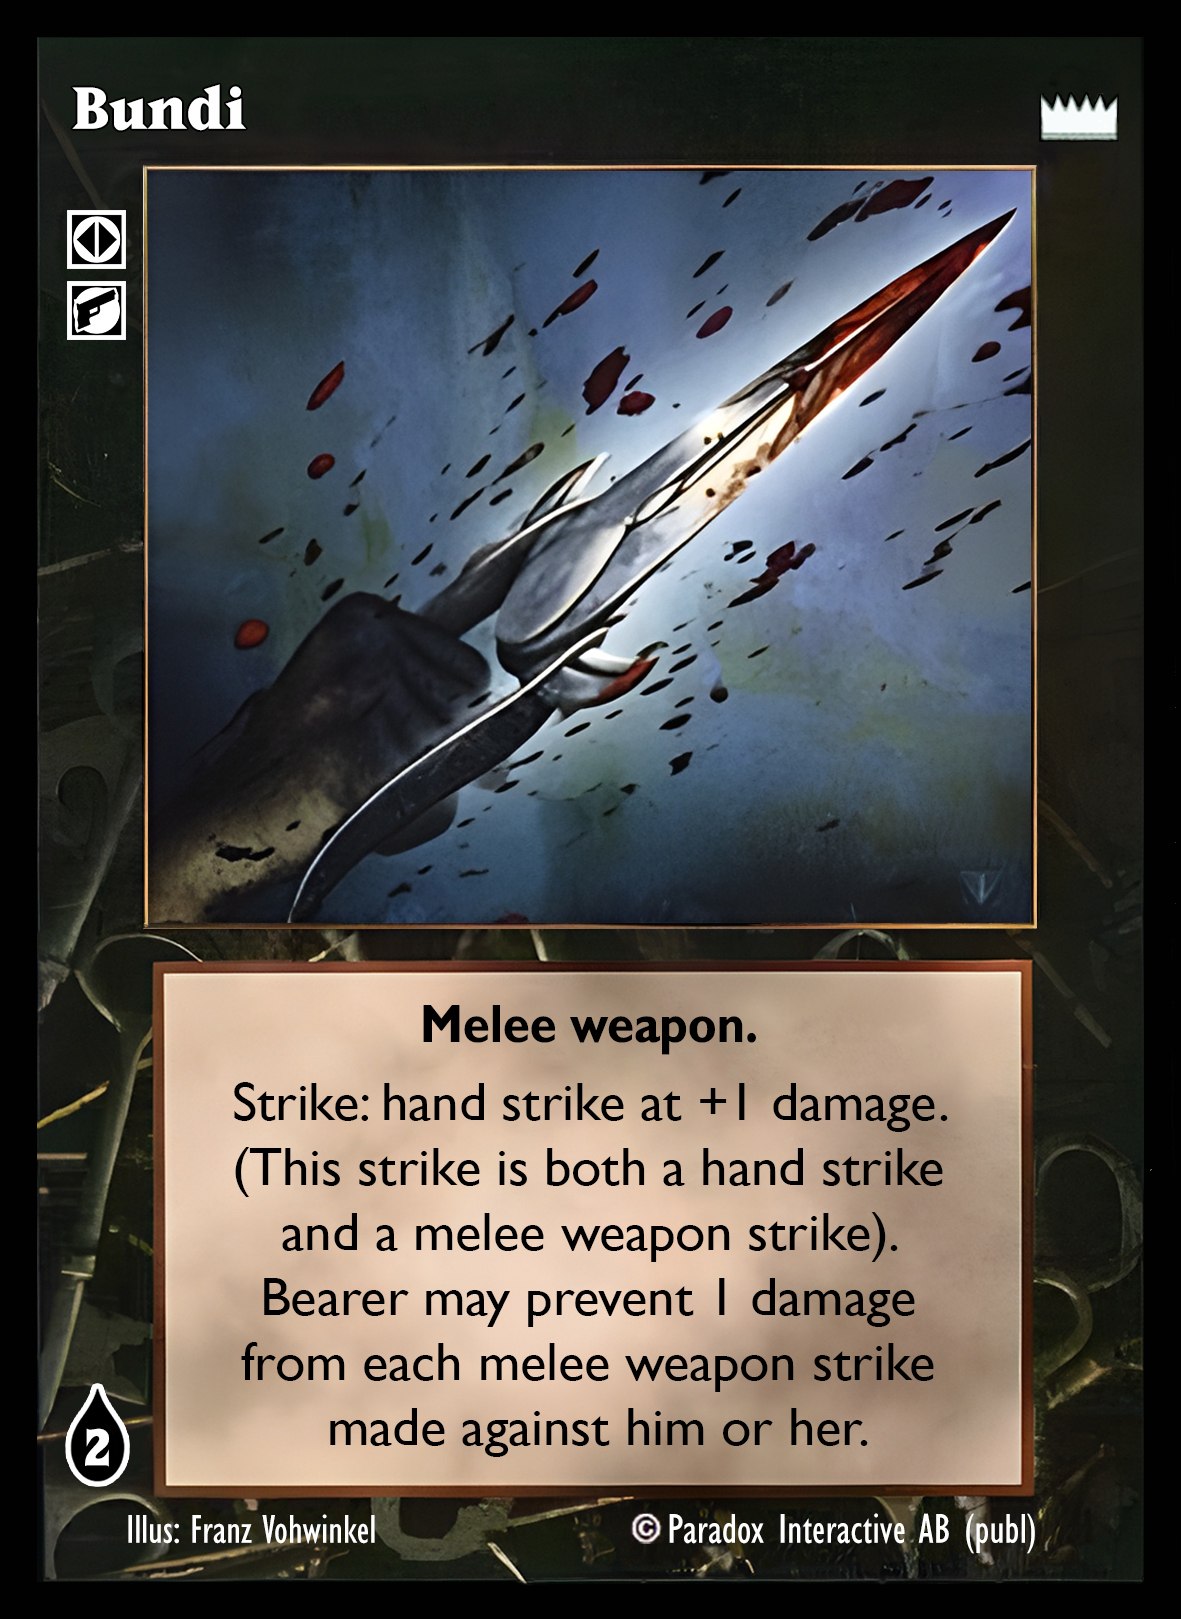 Bundi
Melee weapon.
Strike: hand strike at +1 damage.
(This strike is both a hand strike
and a melee weapon strike).
Bearer may prevent 1 damage
from each melee weapon strike
made against him or her.
2
Illus: Franz Vohwinkel
© Paradox Interactive AB (publ)